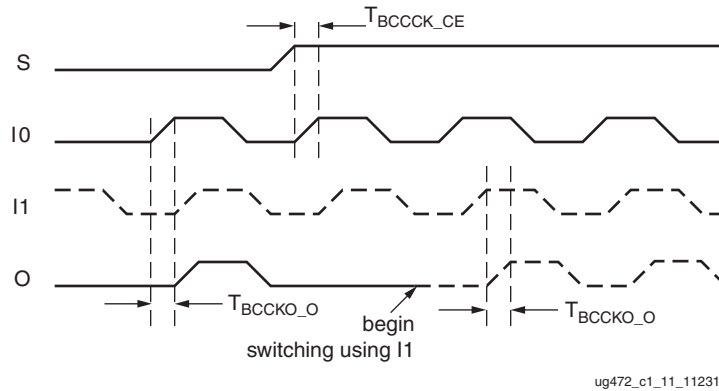 T_BCCCK_CE
S
I0
I1
O
T_BCCKO_O
begin
switching using I1
T_BCCKO_O
ug472_c1_11_11231